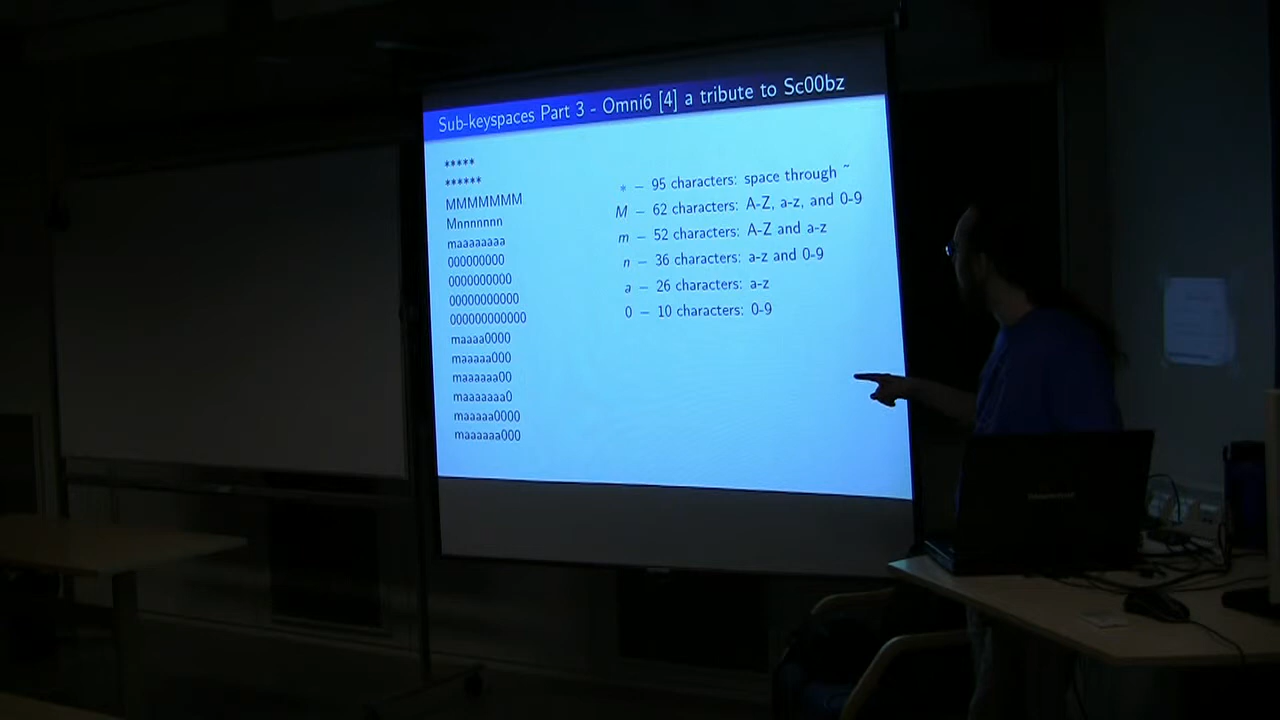 Sub-keyspaces Part 3 - Omni6 [4] a tribute to Sc00bz
*****
******
MMMMMMM
Mnnnnnnn
maaaaaaaa
000000000
0000000000
00000000000
000000000000
maaaa0000
maaaaa000
maaaaaa00
maaaaaaa0
maaaaa0000
maaaaaa000
* – 95 characters: space through ~
M – 62 characters: A-Z, a-z, and 0-9
m – 52 characters: A-Z and a-z
n – 36 characters: a-z and 0-9
a – 26 characters: a-z
0 – 10 characters: 0-9